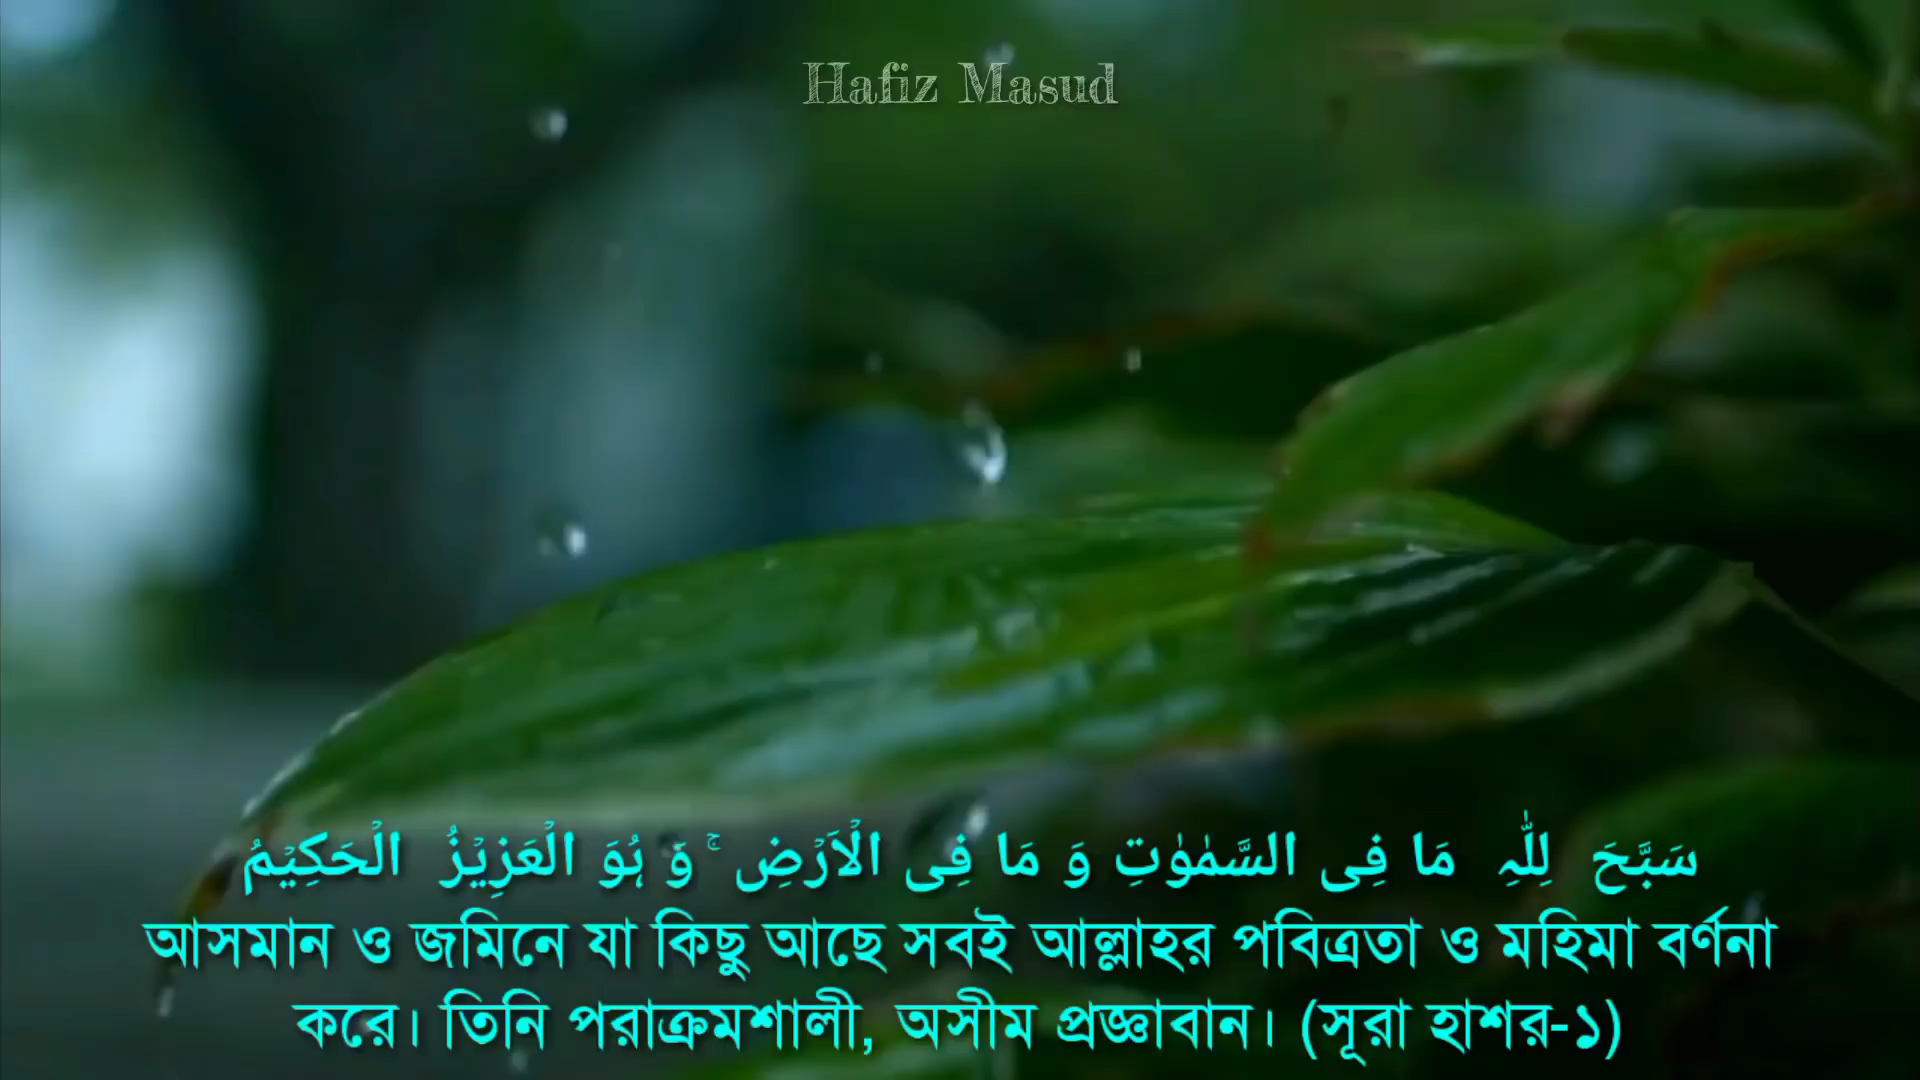 Hafiz Masud
سَبَّحَ لِلّٰہِ مَا فِی السَّمٰوٰتِ وَ مَا فِی الۡاَرۡضِ ۚ وَ ہُوَ الۡعَزِیۡزُ الۡحَکِیۡمُ
আসমান ও জমিনে যা কিছু আছে সবই আল্লাহর পবিত্রতা ও মহিমা বর্ণনা
করে। তিনি পরাক্রমশালী, অসীম প্রজ্ঞাবান। (সূরা হাশর-১)